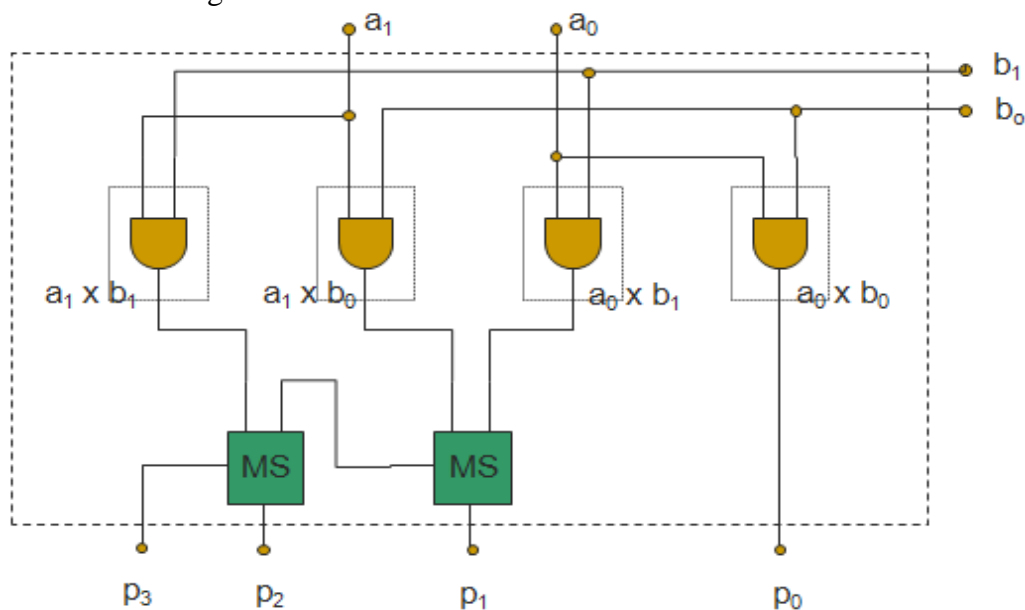 g
a₁ a₀
b₁
bₒ
a₁ x b₁ a₁ x b₀ a₀ x b₁ a₀ x b₀
MS MS
p₃ p₂ p₁ p₀